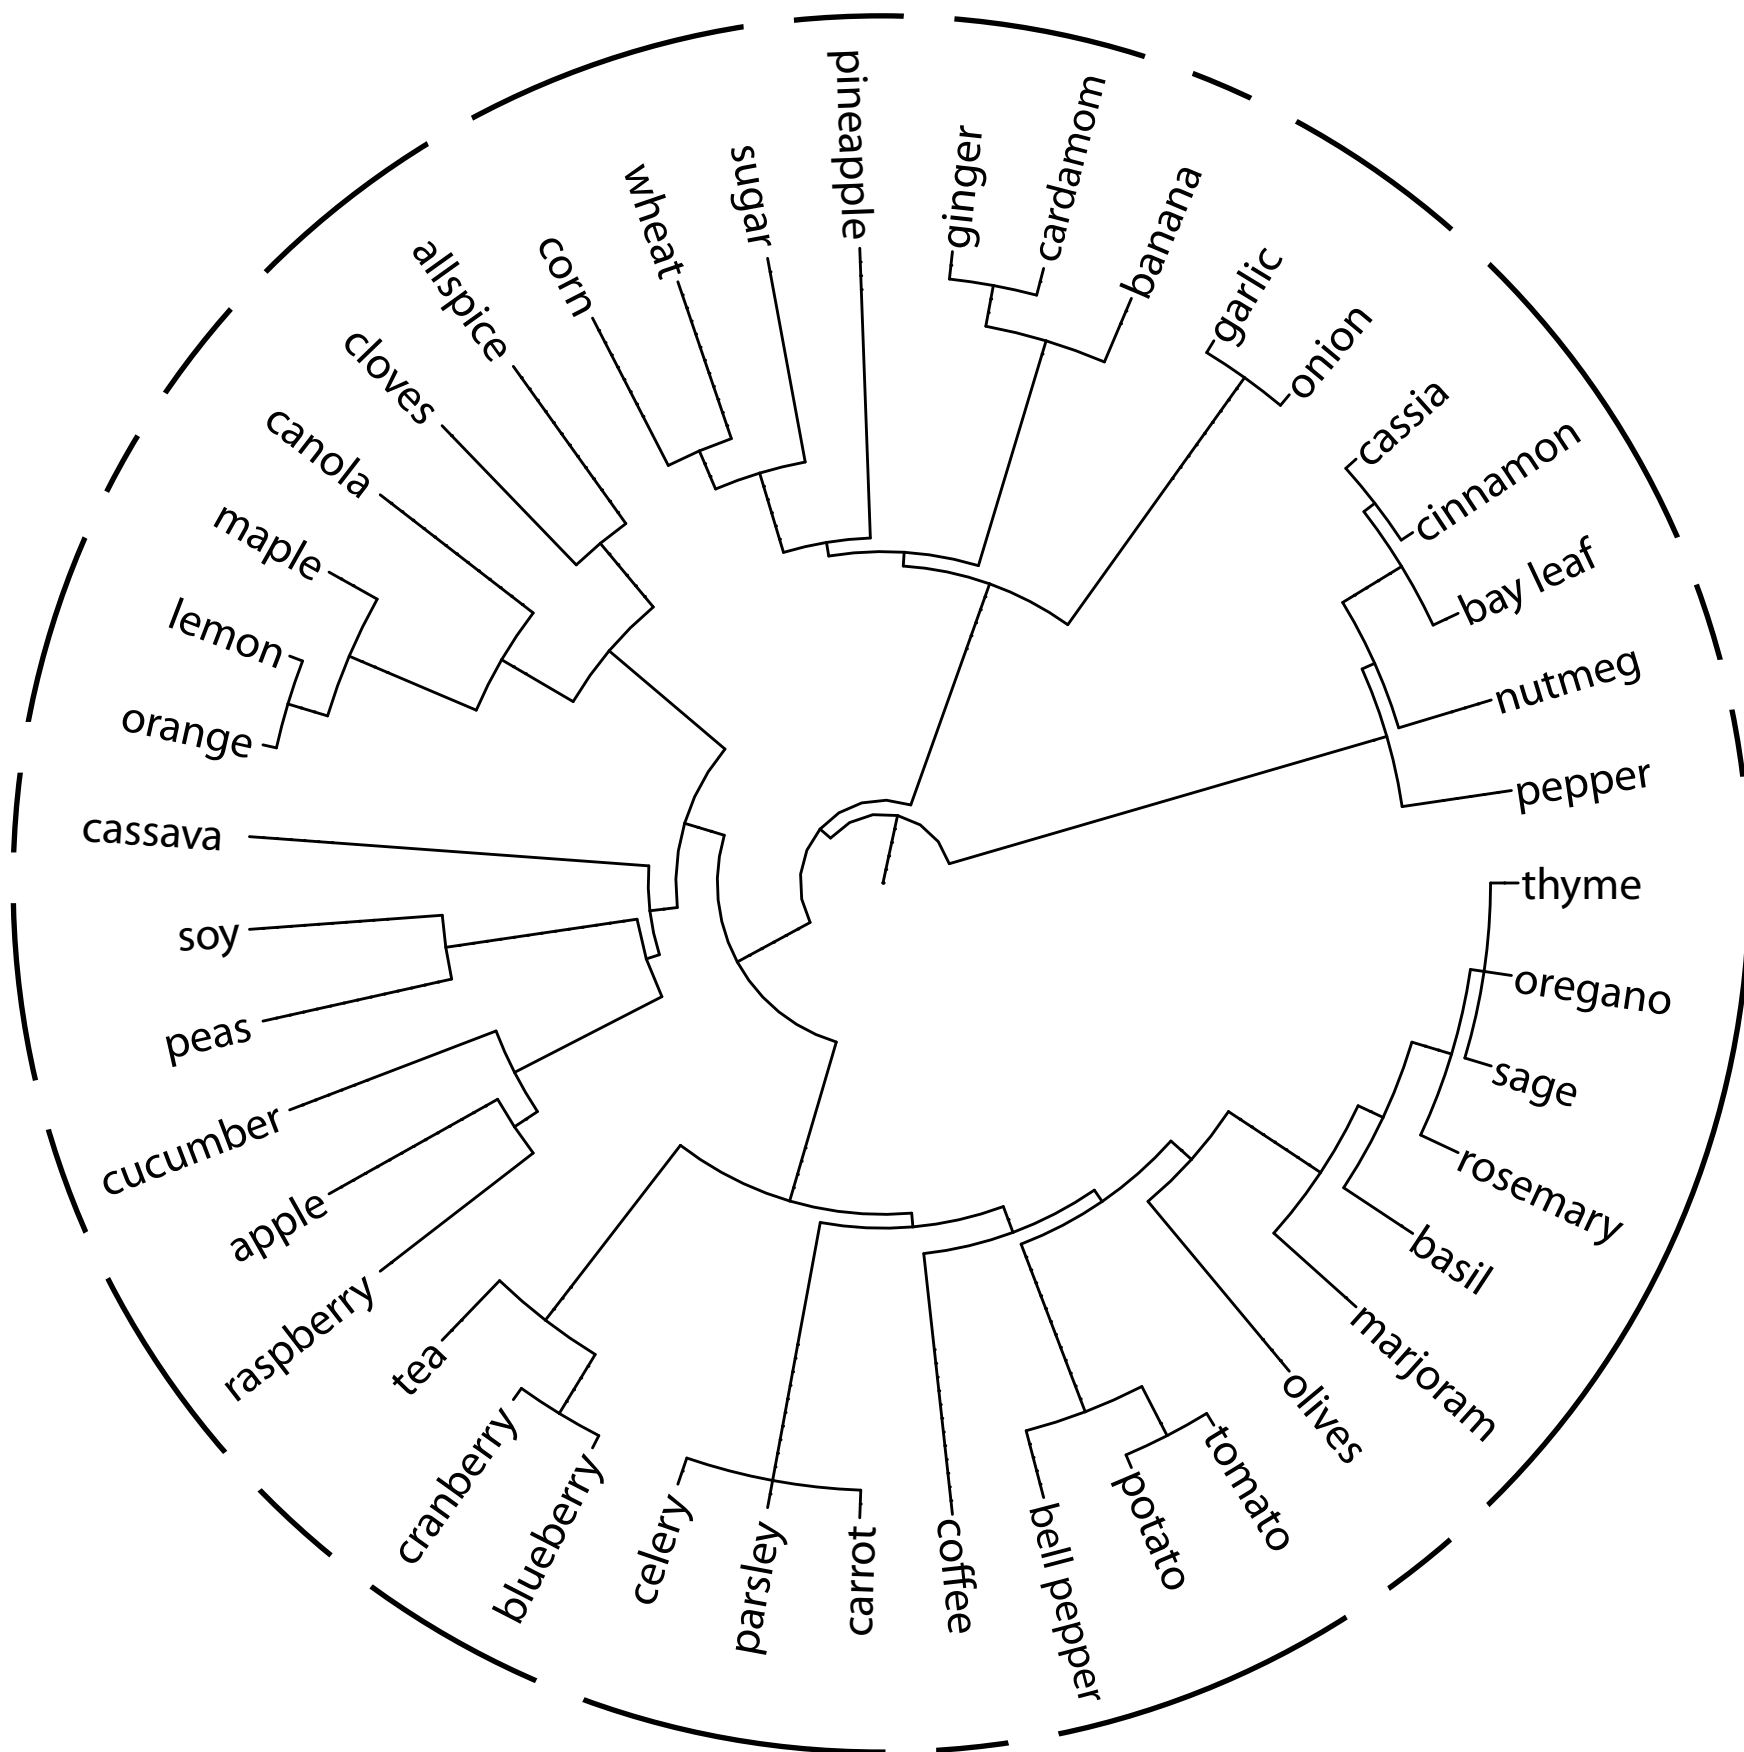 pineapple
ginger
cardamom
banana
garlic
onion
cassia
cinnamon
bay leaf
nutmeg
pepper
thyme
oregano
sage
rosemary
basil
marjoram
olives
tomato
potato
bell pepper
coffee
carrot
parsley
celery
blueberry
cranberry
tea
raspberry
apple
cucumber
peas
soy
cassava
orange
lemon
maple
canola
cloves
allspice
corn
wheat
sugar